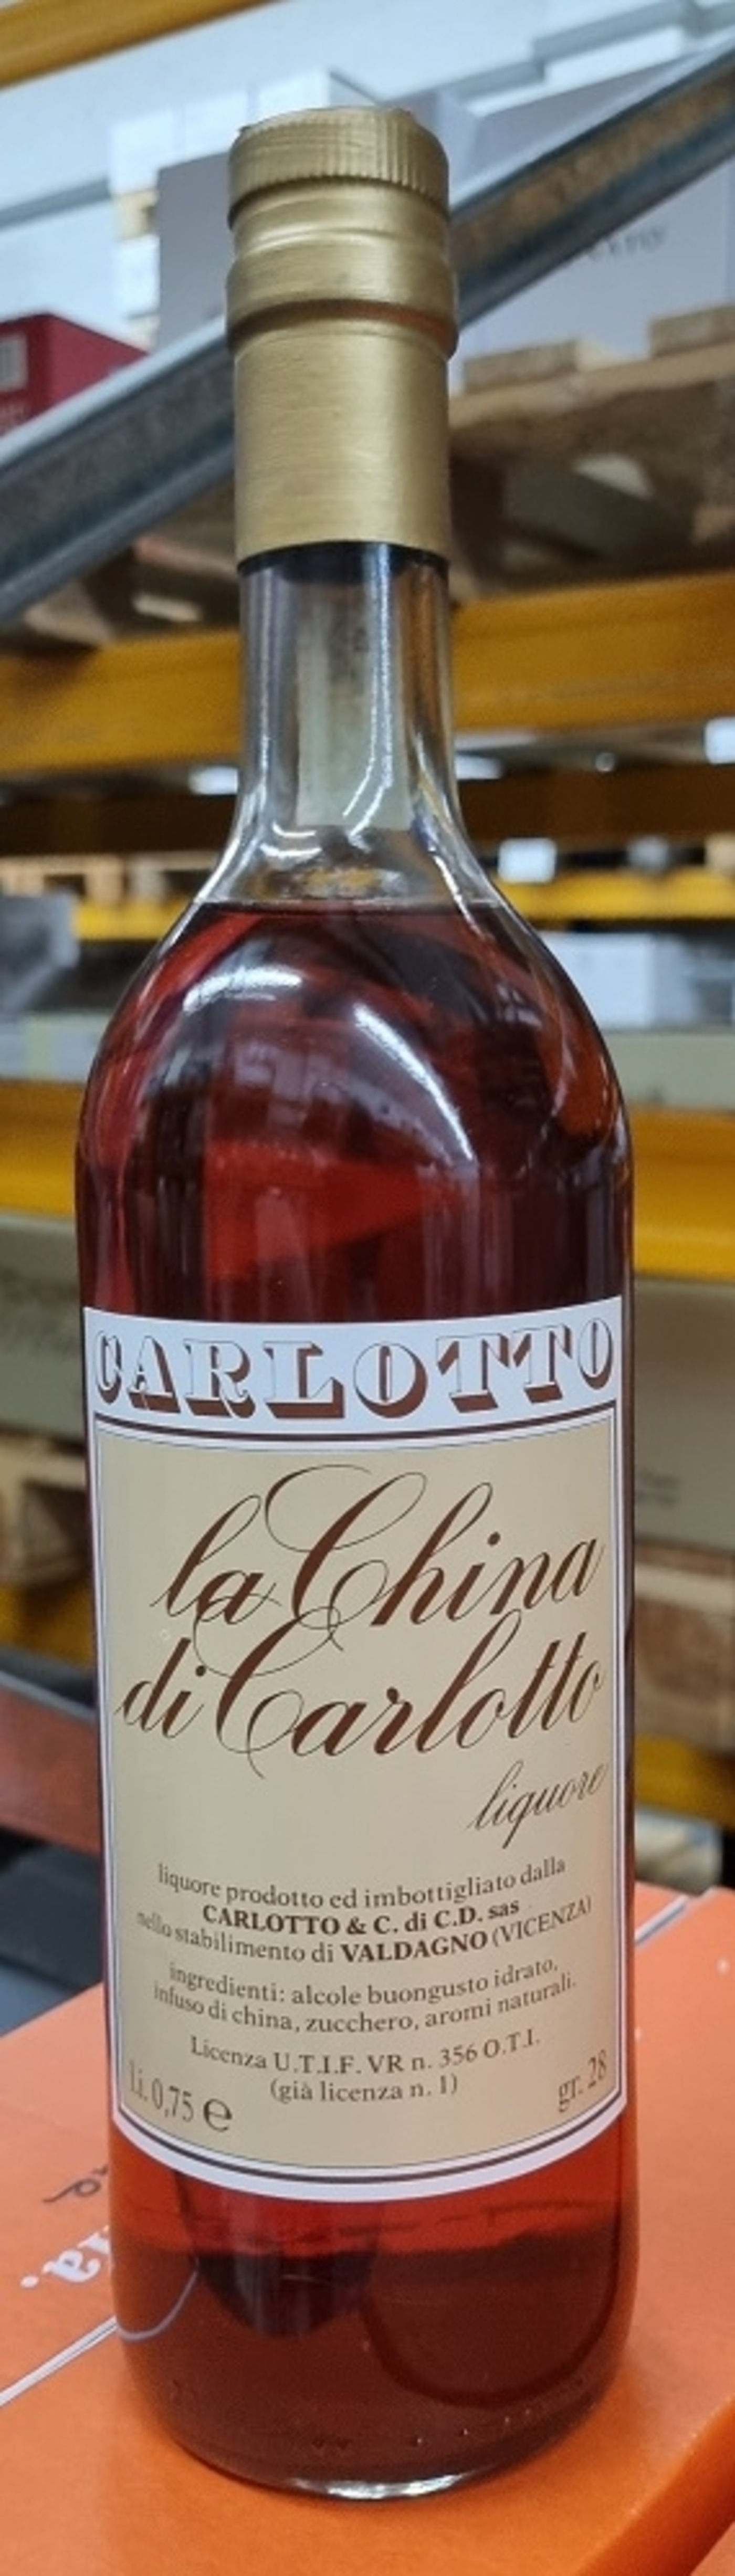 CARLOTTO
la China
di Carlotto
liquore
liquore prodotto ed imbottigliato dalla
CARLOTTO & C. di C.D. sas
nello stabilimento di VALDAGNO (VICENZA)
ingredienti: alcole buongusto idrato,
infuso di china, zucchero, aromi naturali.
Licenza U.T.I.F. VR n. 356 O.T.I.
(già licenza n. 1)
li. 0,75 e
gr. 28